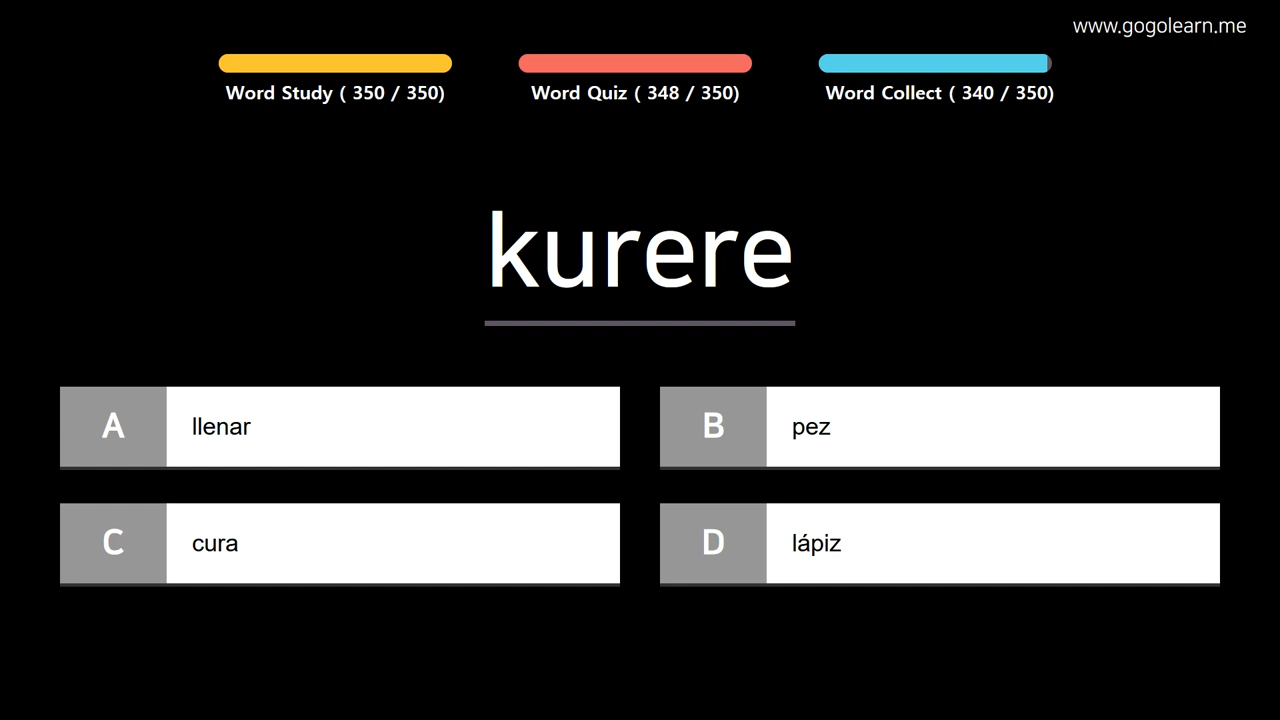 www.gogolearn.me
Word Study ( 350 / 350)
Word Quiz ( 348 / 350)
Word Collect ( 340 / 350)
kurere
A llenar
B pez
C cura
D lápiz